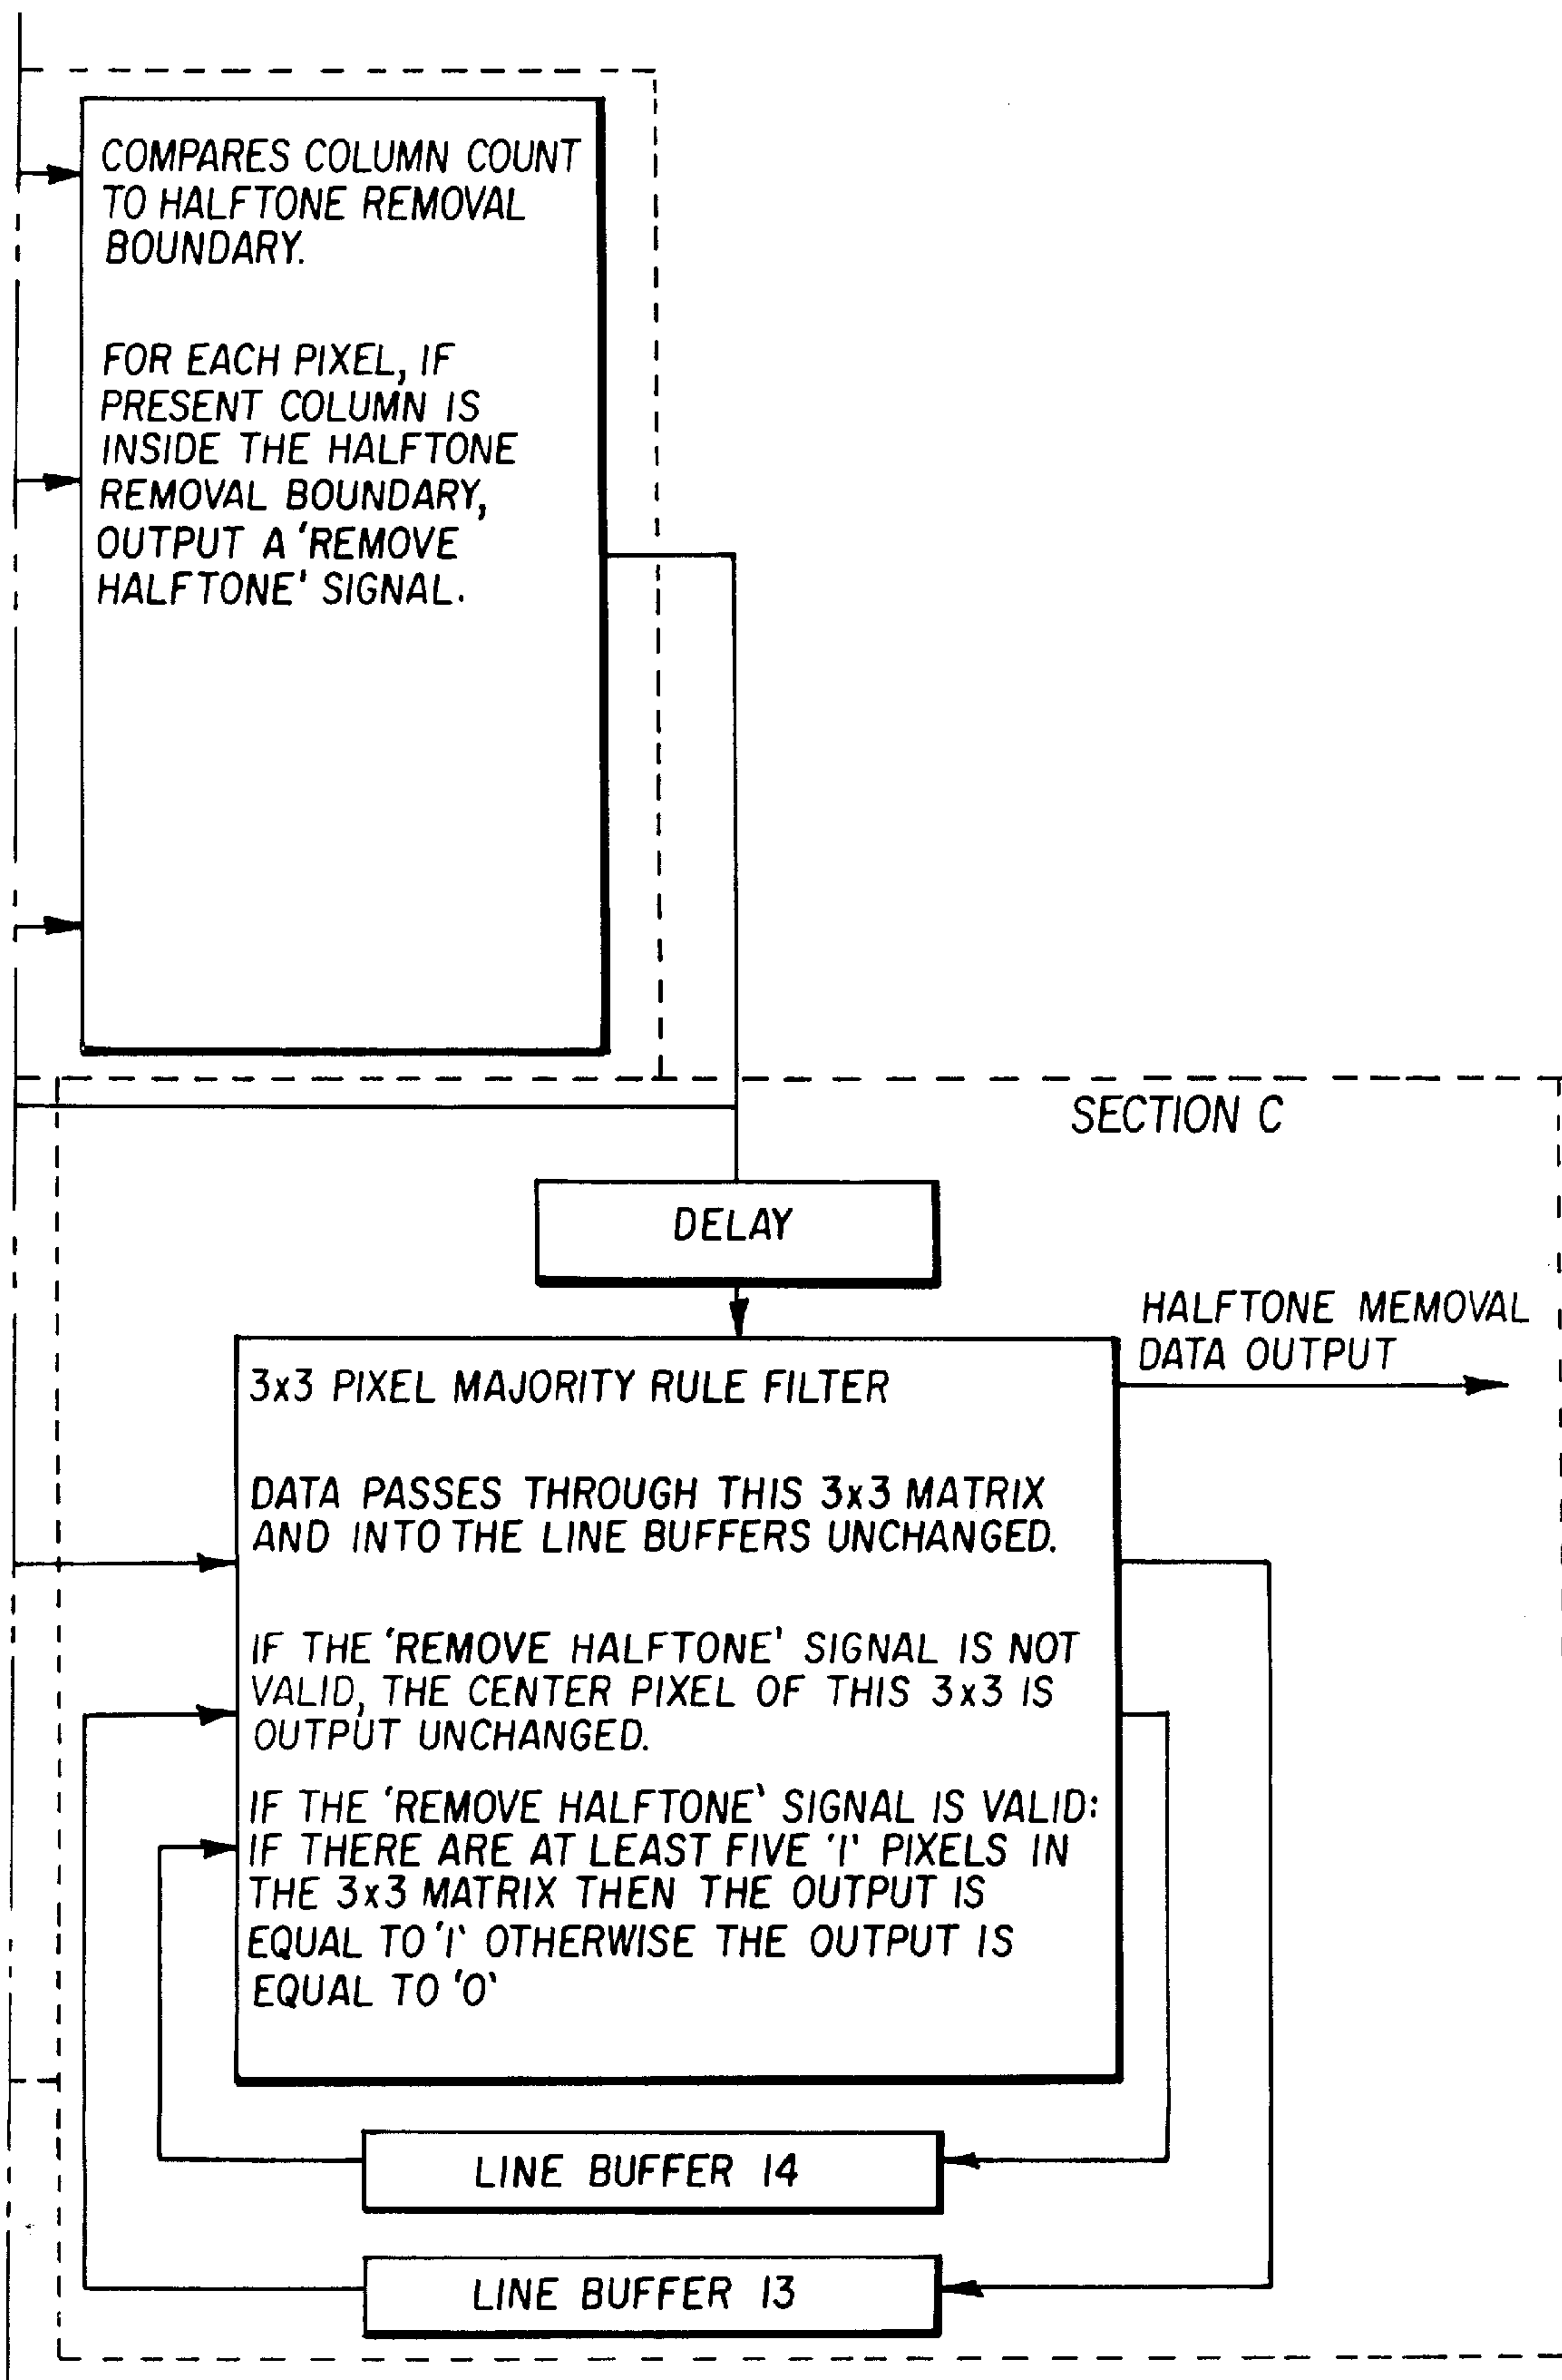 COMPARES COLUMN COUNT
TO HALFTONE REMOVAL
BOUNDARY.
FOR EACH PIXEL, IF
PRESENT COLUMN IS
INSIDE THE HALFTONE
REMOVAL BOUNDARY,
OUTPUT A 'REMOVE
HALFTONE' SIGNAL.
SECTION C
DELAY
HALFTONE MEMOVAL
DATA OUTPUT
3x3 PIXEL MAJORITY RULE FILTER
DATA PASSES THROUGH THIS 3x3 MATRIX
AND INTO THE LINE BUFFERS UNCHANGED.
IF THE 'REMOVE HALFTONE' SIGNAL IS NOT
VALID, THE CENTER PIXEL OF THIS 3x3 IS
OUTPUT UNCHANGED.
IF THE 'REMOVE HALFTONE' SIGNAL IS VALID:
IF THERE ARE AT LEAST FIVE '1' PIXELS IN
THE 3x3 MATRIX THEN THE OUTPUT IS
EQUAL TO '1' OTHERWISE THE OUTPUT IS
EQUAL TO '0'
LINE BUFFER 14
LINE BUFFER 13